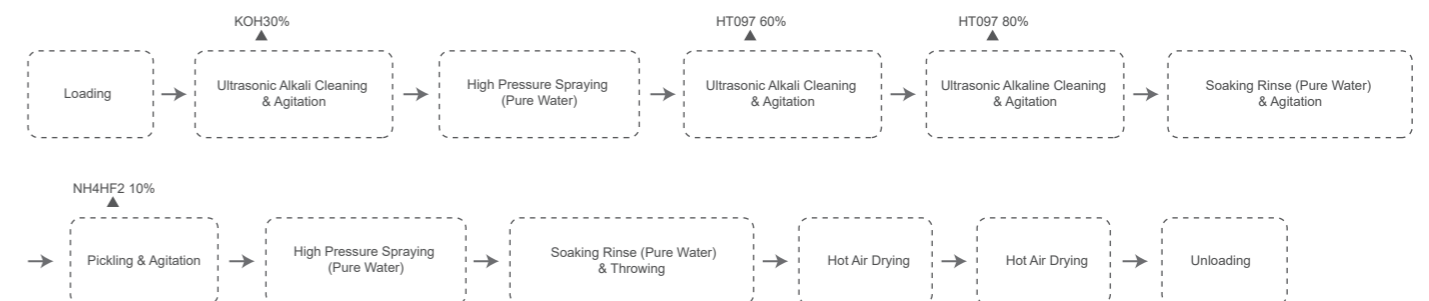 KOH30%
HT097 60%
HT097 80%
Loading
Ultrasonic Alkali Cleaning
& Agitation
High Pressure Spraying
(Pure Water)
Ultrasonic Alkali Cleaning
& Agitation
Ultrasonic Alkaline Cleaning
& Agitation
Soaking Rinse (Pure Water)
& Agitation
NH4HF2 10%
Pickling & Agitation
High Pressure Spraying
(Pure Water)
Soaking Rinse (Pure Water)
& Throwing
Hot Air Drying
Hot Air Drying
Unloading